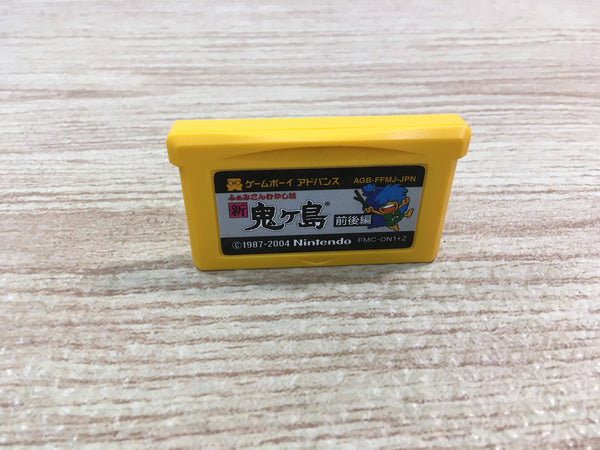 ゲームボーイ アドバンス AGB-FFMJ-JPN
ふぁみこんむかし話
新 鬼ヶ島 前後編
©1987-2004 Nintendo FMC-ON1+2